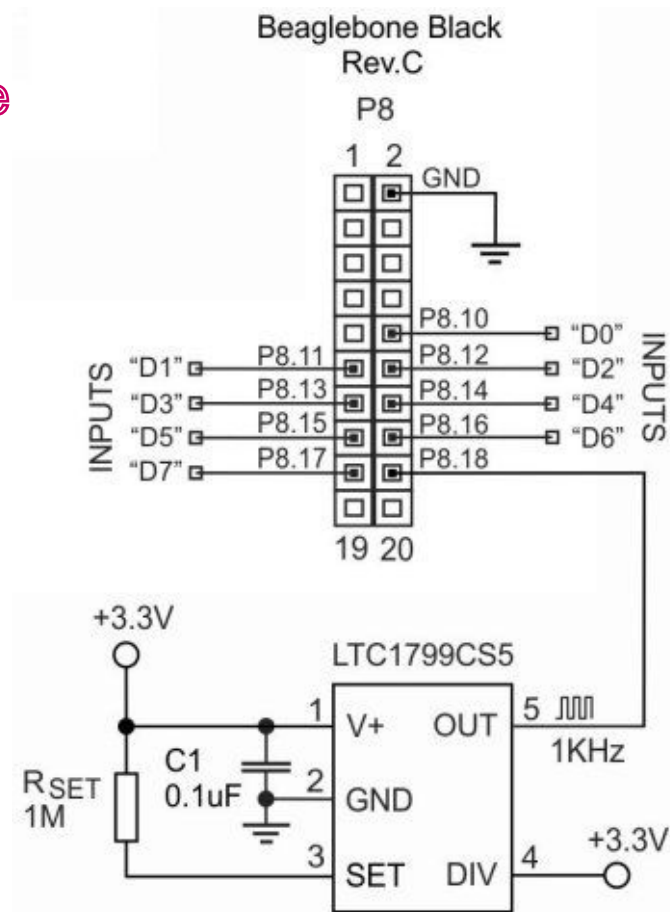 Beaglebone Black
Rev.C
P8
1 2
GND
P8.10 "D0"
"D1" P8.11 P8.12 "D2"
"D3" P8.13 P8.14 "D4"
"D5" P8.15 P8.16 "D6"
"D7" P8.17 P8.18
INPUTS
INPUTS
19 20
+3.3V
LTC1799CS5
1 V+ OUT 5
1KHz
C1
0.1uF
2 GND
RSET
1M
+3.3V
3 SET DIV 4
e